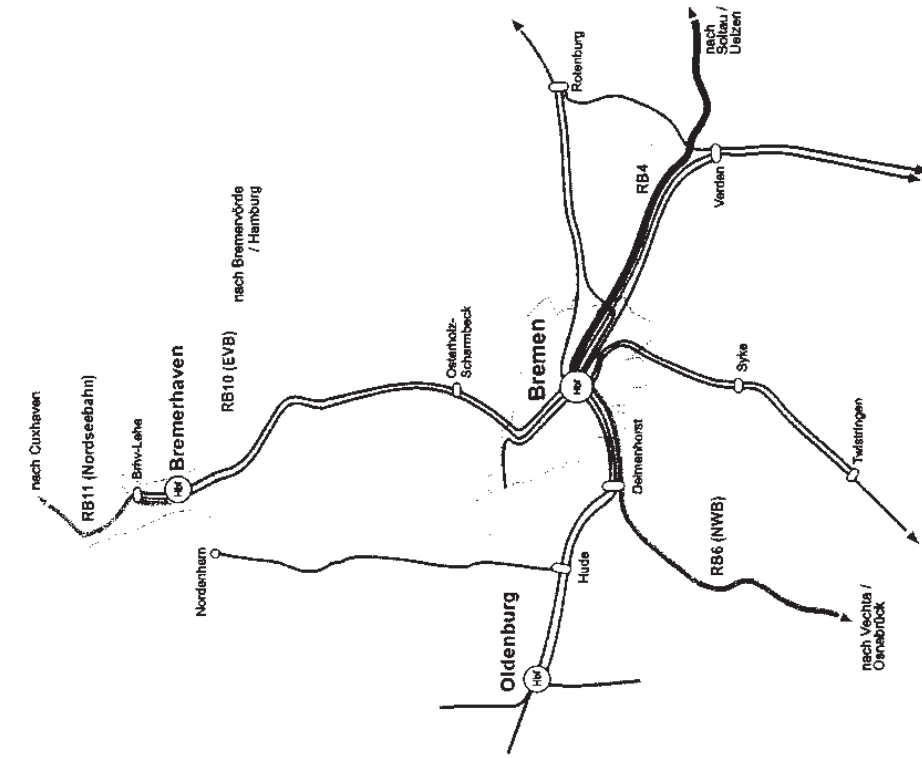 nach Cuxhaven
RB11 (Nordseebahn)
Brhv-Lehe
Hbf
Bremerhaven
RB10 (EVB)
nach Bremervörde
/ Hamburg
Nordenham
Osterholz-
Scharmbeck
Bremen
Hbf
Rotenburg
RB4
nach
Soltau /
Uelzen
Verden
Oldenburg
Hbf
Hude
Delmenhorst
Syke
Twistringen
RB6 (NWB)
nach Vechta /
Osnabrück